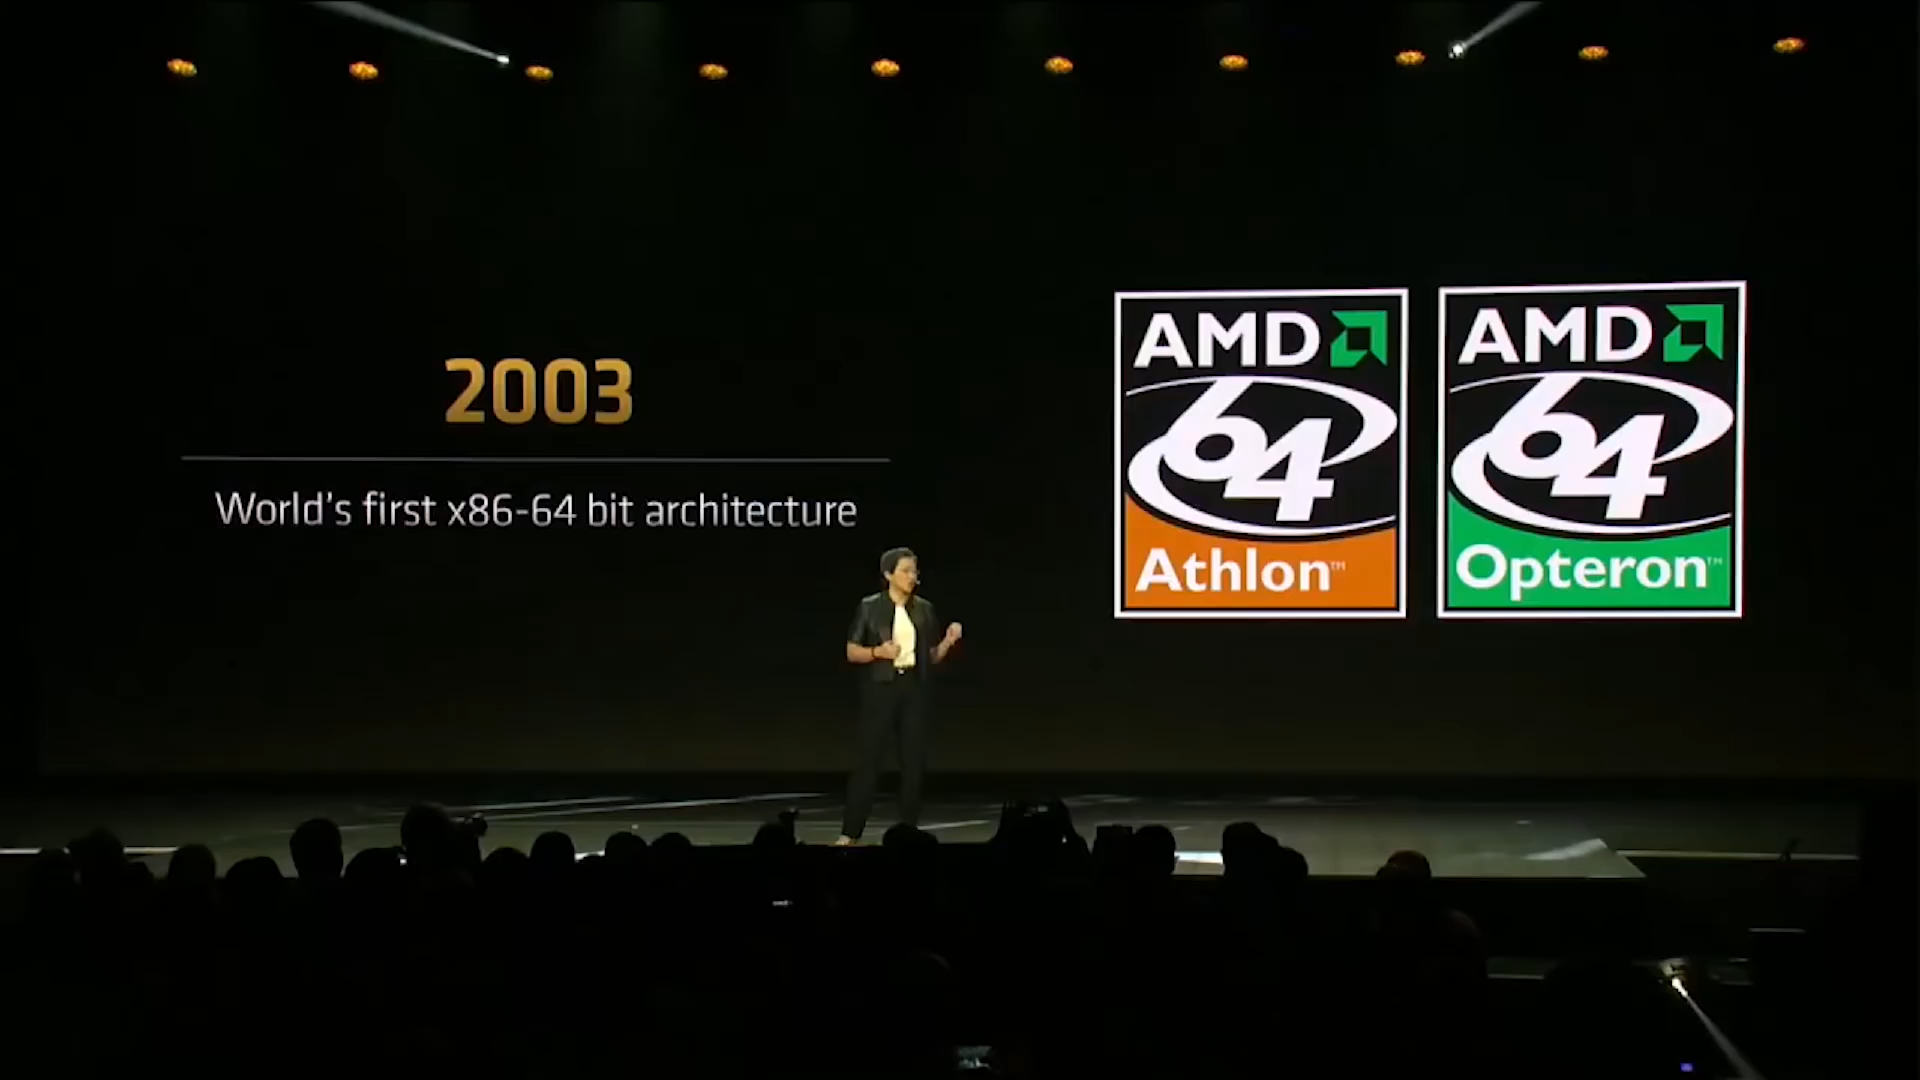 2003
World's first x86-64 bit architecture
AMD
64
Athlon™
AMD
64
Opteron™